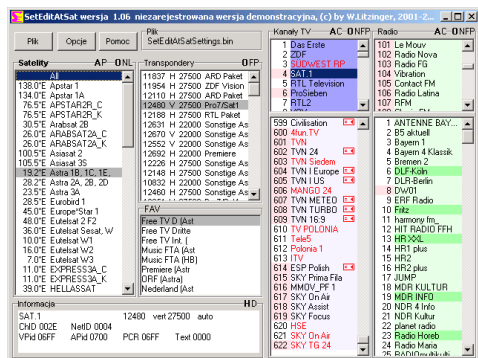 SetEditAtSat wersja 1.06 niezarejestrowana wersja demonstracyjna, (c) by W.Litzinger, 2001-2...
Plik
Opcje
Pomoc
Plik
SetEditAtSatSettings.bin
Satelity AP ONL
All
138.0°E Apstar 1
134.0°E Apstar 1A
76.5°E APSTAR2R_C
76.5°E APSTAR2R_K
30.5°E Arabsat 2B
26.0°E ARABSAT2A_C
26.0°E ARABSAT2A_K
100.5°E Asiasat 2
105.5°E Asiasat 3S
19.2°E Astra 1B, 1C, 1E,
28.2°E Astra 2A, 2B, 2D
23.5°E Astra 3A
28.5°E Eurobird 1
45.0°E Europe*Star 1
48.0°E Eutelsat 2 F2
36.0°E Eutelsat Sesat, W
10.0°E Eutelsat W1
16.0°E Eutelsat W2
7.0°E Eutelsat W3
11.0°E EXPRESS3A_C
11.0°E EXPRESS3A_K
39.0°E HELLASSAT
Transpondery OFP
11837 H 27500 ARD Paket
11954 H 27500 ZDF Vision
12110 H 27500 ARD Paket
12480 V 27500 Pro7/Sat1
12188 H 27500 RTL Paket
12631 H 22000 Sonstige As
12670 V 22000 Sonstige As
12552 V 22000 Sonstige As
12692 H 22000 Premiere
12226 H 27500 Sonstige As
12148 H 27500 Sonstige As
10832 H 22000 Sonstige As
12460 H 27500 Sonstige As
FAV
Free TV D (Ast
Free TV Dritte
Free TV Int. (
Music FTA (Ast
Music FTA (HB)
Premiere (Astr
ORF (Astra)
Nederland (Ast
Informacja HD
SAT.1 12480 vert 27500 auto
ChID 002E NetID 0004
VPid 06FF APid 0700 PCR 06FF Text 0000
Kanały TV AC ONFP
1 Das Erste
2 ZDF
3 SÜDWEST RP
4 SAT.1
5 RTL Television
6 ProSieben
7 RTL2
599 Civilisation
600 4fun.TV
601 TVN
602 TVN 24
603 TVN Siedem
604 TVN I Europe
605 TVN I US
606 MANGO 24
607 TVN METEO
608 TVN TURBO
609 TVN 16:9
610 TV POLONIA
611 Tele5
612 Polonia 1
613 ITV
614 ESP Polish
615 SKY Prima Fila
616 MMOV_PF 1
617 SKY On Air
618 SKY Assist
619 SKY Focus
620 HSE
621 SKY On Air
622 SKY TG 24
Radio AC ONFP
101 Le Mouv
102 Radio Nova
103 Radio FG
104 Vibration
105 Contact FM
106 Radio Latina
107 RFM
1 ANTENNE BAY...
2 B5 aktuell
3 Bayern 1
4 Bayern 4 Klassik
5 Bremen 2
6 DLF-Köln
7 DLR-Berlin
8 DW01
9 ERF Radio
10 Fritz
11 harmony fm_
12 HIT RADIO FFH
13 HR XXL
14 HR1 plus
15 HR2
16 HR2 plus
17 JUMP
18 MDR KULTUR
19 MDR INFO
20 NDR 4 Info
21 NDR Kultur
22 planet radio
23 Radio Horeb
24 Radio Maria
25 RADIOmultikulti